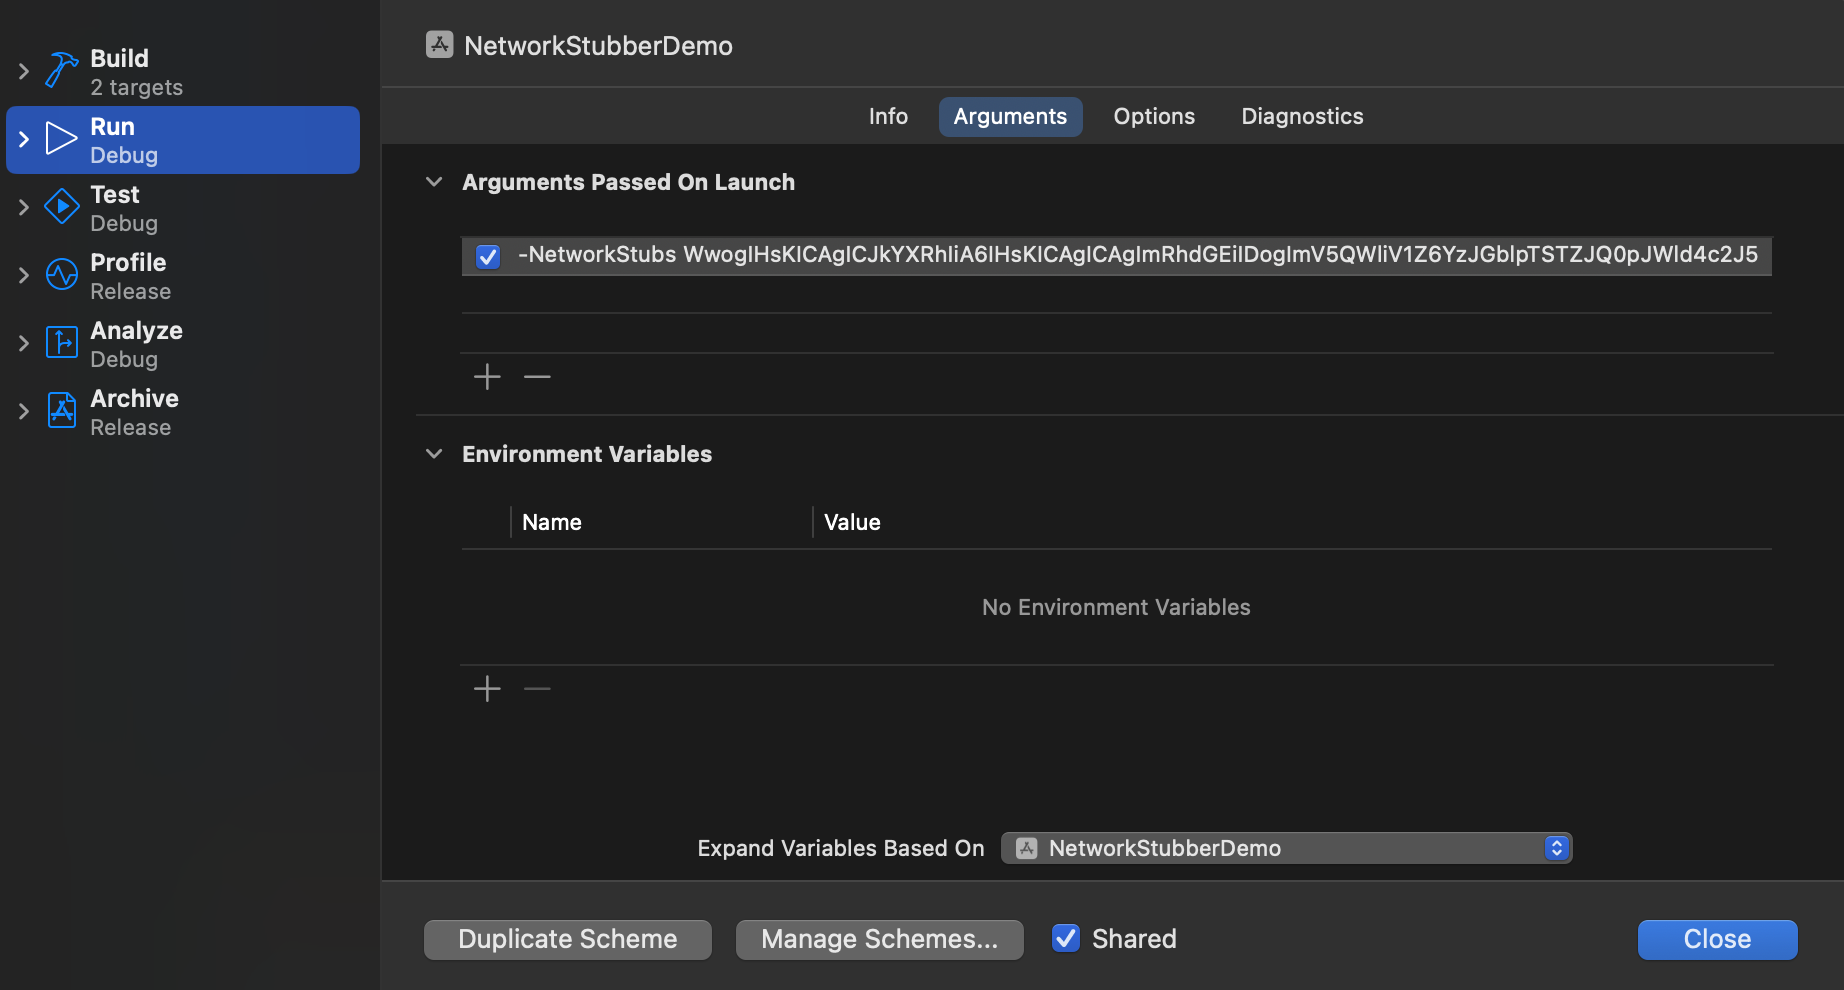 Build
2 targets
Run
Debug
Test
Debug
Profile
Release
Analyze
Debug
Archive
Release
NetworkStubberDemo
Info Arguments Options Diagnostics
Arguments Passed On Launch
-NetworkStubs WwogIHsKICAgICJkYXRhIiA6IHsKICAgICAgImRhdGEiIDogImV5QWliV1Z6YzJGblpTSTZJQ0pJWld4c2J5
Environment Variables
Name Value
No Environment Variables
Expand Variables Based On NetworkStubberDemo
Duplicate Scheme Manage Schemes... Shared Close